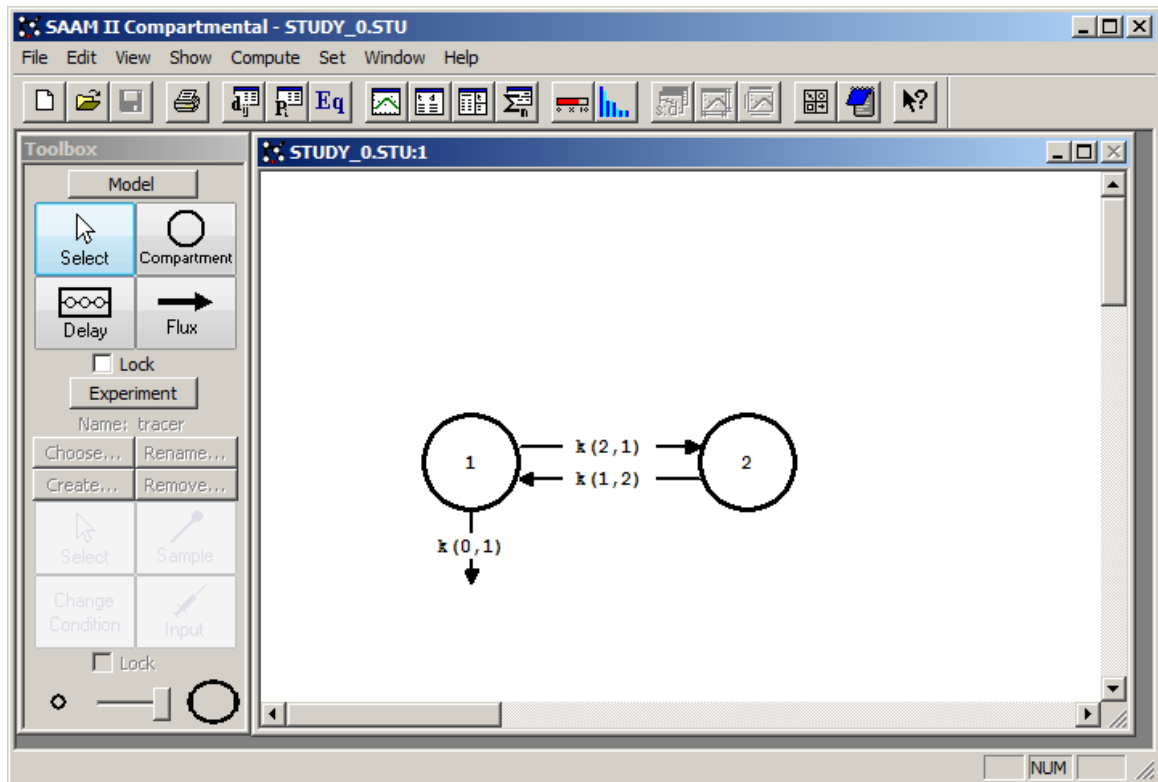 SAAM II Compartmental - STUDY_0.STU
File Edit View Show Compute Set Window Help
Eq
Toolbox
Model
Select Compartment
Delay Flux
Lock
Experiment
Name: tracer
Choose... Rename...
Create... Remove...
Select Sample
Change Condition Input
Lock
STUDY_0.STU:1
1 k(2,1) 2
k(1,2)
k(0,1)
NUM